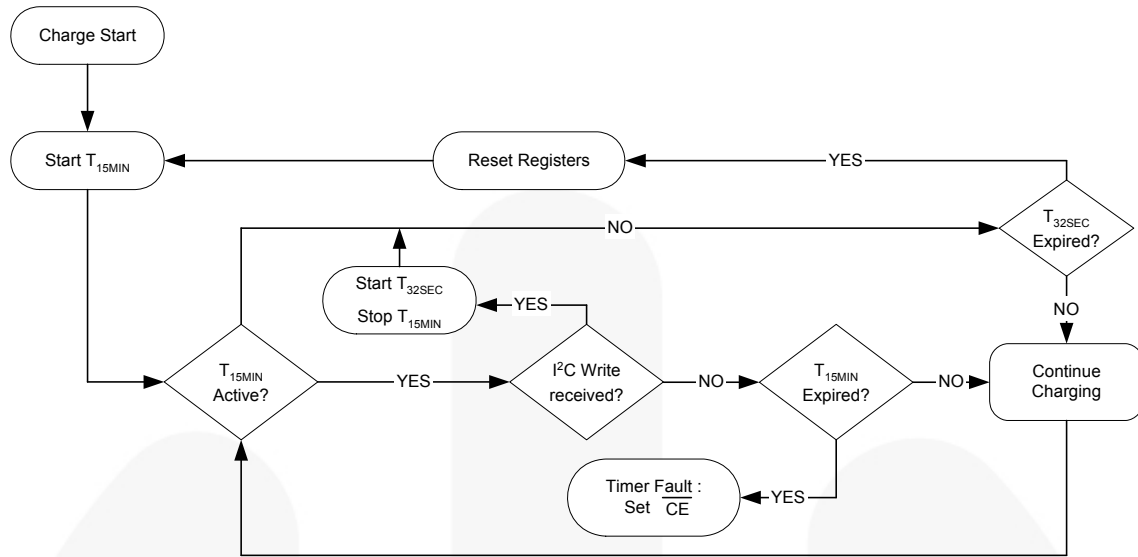 Charge Start
Start T15MIN
Reset Registers
YES
T32SEC
Expired?
NO
Start T32SEC
Stop T15MIN
YES
NO
T15MIN
Active?
YES
I²C Write
received?
NO
T15MIN
Expired?
NO
Continue
Charging
Timer Fault :
Set C̅E̅
YES